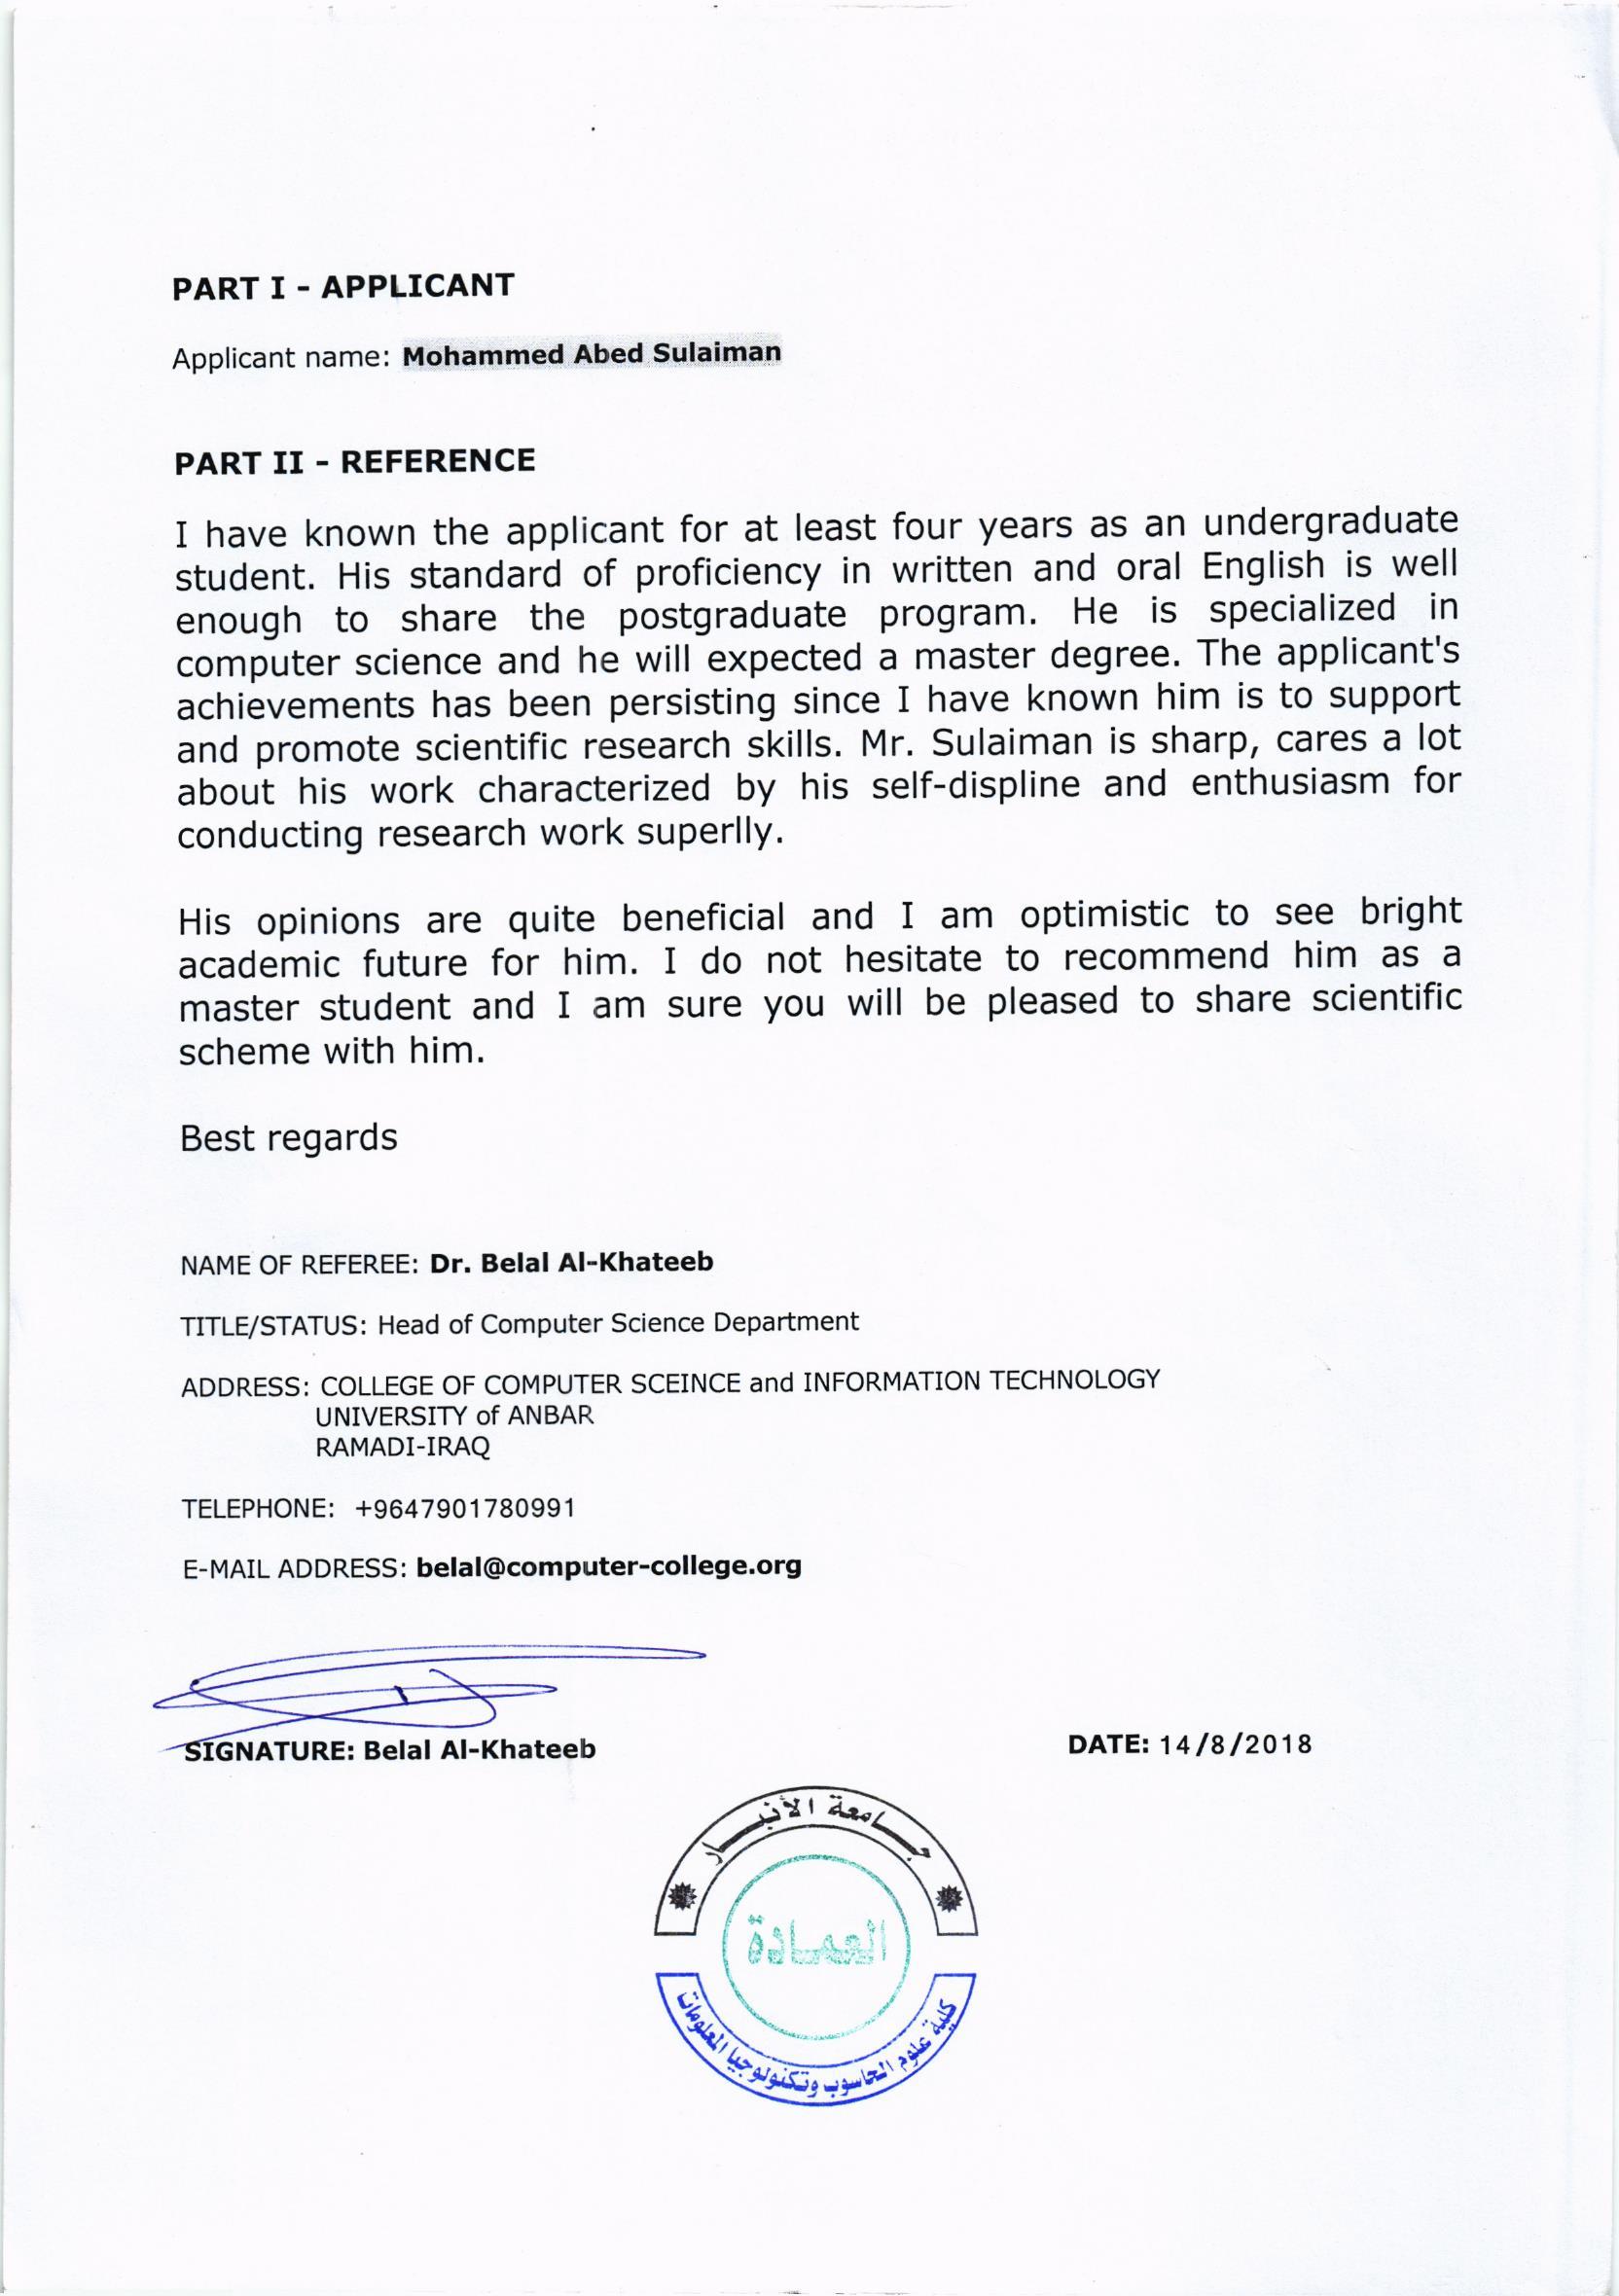 PART I - APPLICANT
Applicant name: Mohammed Abed Sulaiman
PART II - REFERENCE
I have known the applicant for at least four years as an undergraduate
student. His standard of proficiency in written and oral English is well
enough to share the postgraduate program. He is specialized in
computer science and he will expected a master degree. The applicant's
achievements has been persisting since I have known him is to support
and promote scientific research skills. Mr. Sulaiman is sharp, cares a lot
about his work characterized by his self-displine and enthusiasm for
conducting research work superlly.
His opinions are quite beneficial and I am optimistic to see bright
academic future for him. I do not hesitate to recommend him as a
master student and I am sure you will be pleased to share scientific
scheme with him.
Best regards
NAME OF REFEREE: Dr. Belal Al-Khateeb
TITLE/STATUS: Head of Computer Science Department
ADDRESS: COLLEGE OF COMPUTER SCEINCE and INFORMATION TECHNOLOGY
UNIVERSITY of ANBAR
RAMADI-IRAQ
TELEPHONE: +9647901780991
E-MAIL ADDRESS: belal@computer-college.org
SIGNATURE: Belal Al-Khateeb DATE: 14/8/2018
جامعة الأنبار
العمادة
كلية علوم الحاسوب وتكنولوجيا المعلومات